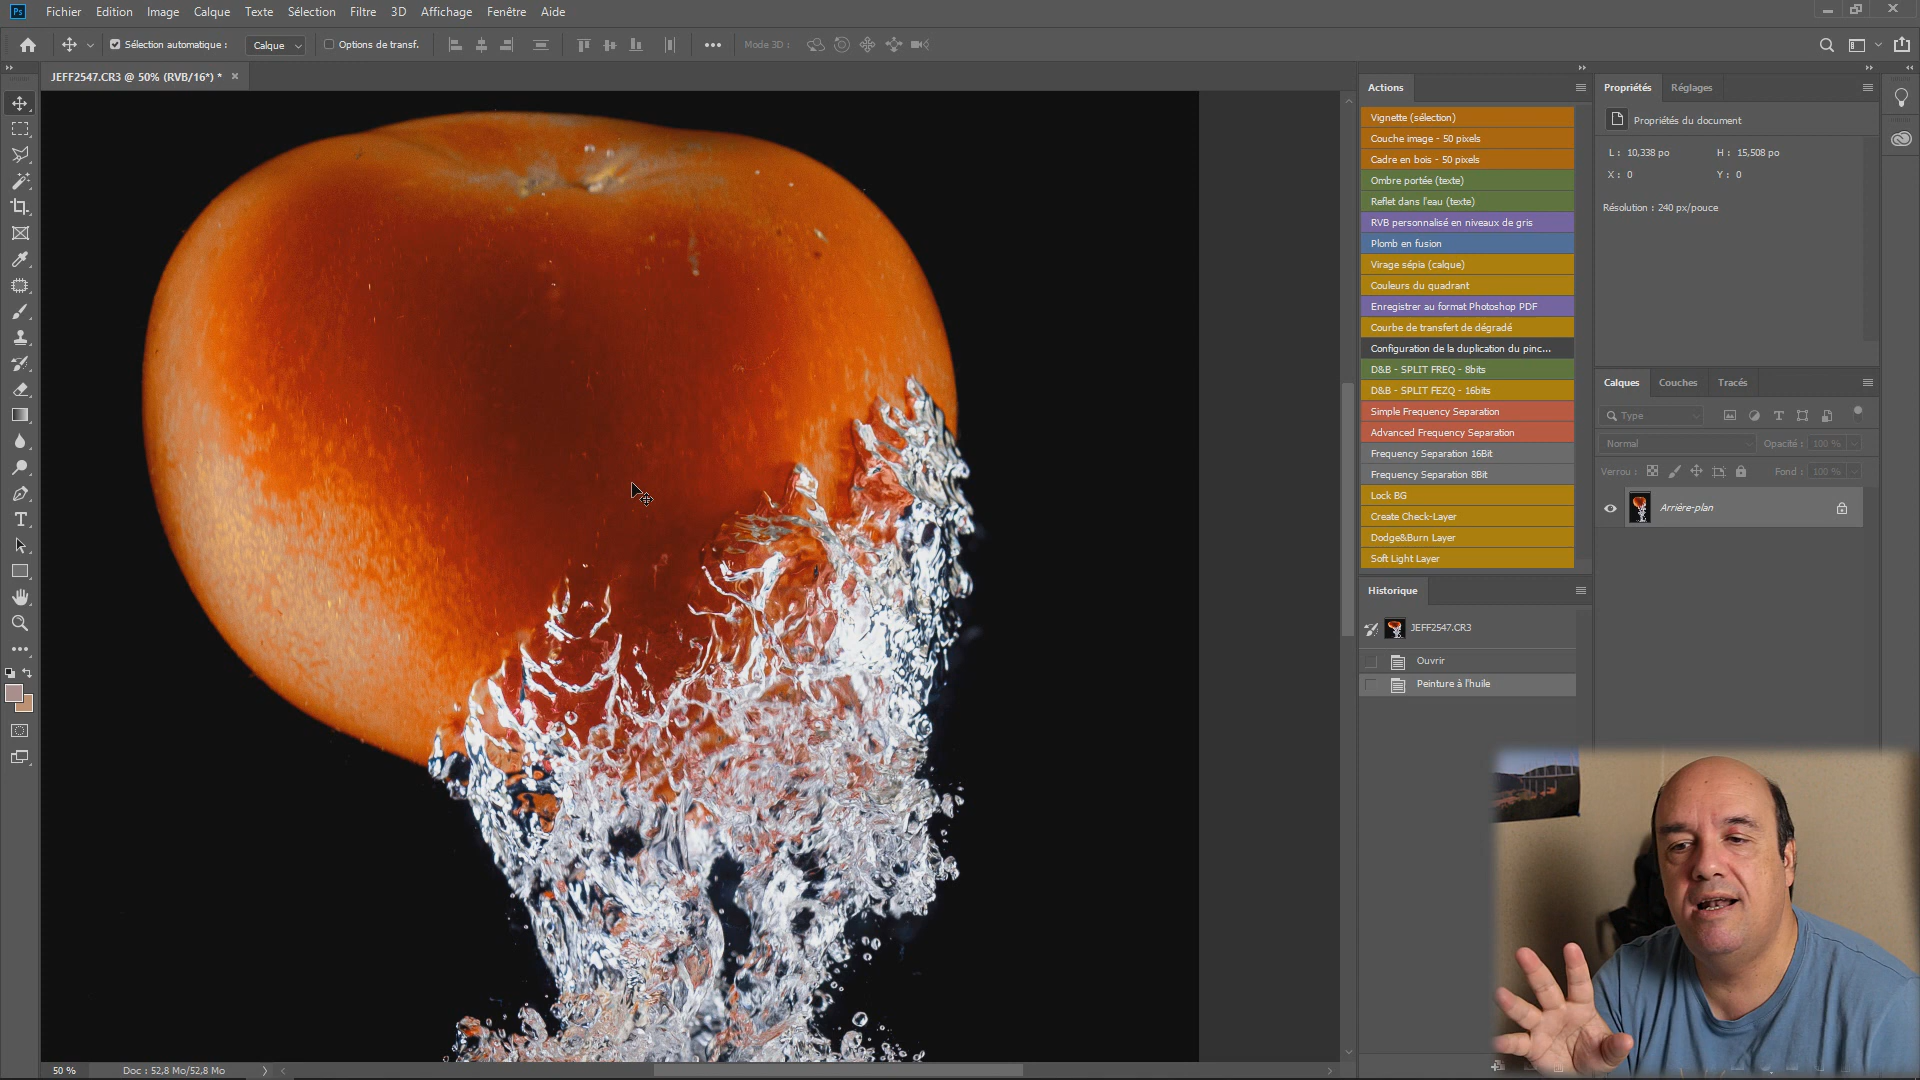 Ps Fichier Edition Image Calque Texte Sélection Filtre 3D Affichage Fenêtre Aide
Sélection automatique : Calque Options de transf. Mode 3D :
JEFF2547.CR3 @ 50% (RVB/16*) *
Actions
Vignette (sélection)
Couche image - 50 pixels
Cadre en bois - 50 pixels
Ombre portée (texte)
Reflet dans l'eau (texte)
RVB personnalisé en niveaux de gris
Plomb en fusion
Virage sépia (calque)
Couleurs du quadrant
Enregistrer au format Photoshop PDF
Courbe de transfert de dégradé
Configuration de la duplication du pinc...
D&B - SPLIT FREQ - 8bits
D&B - SPLIT FEZQ - 16bits
Simple Frequency Separation
Advanced Frequency Separation
Frequency Separation 16Bit
Frequency Separation 8Bit
Lock BG
Create Check-Layer
Dodge&Burn Layer
Soft Light Layer
Historique
JEFF2547.CR3
Ouvrir
Peinture à l'huile
Propriétés Réglages
Propriétés du document
L : 10,338 po H : 15,508 po
X : 0 Y : 0
Résolution : 240 px/pouce
Calques Couches Tracés
Type
Normal Opacité : 100 %
Verrou : Fond : 100 %
Arrière-plan
50 % Doc : 52,8 Mo/52,8 Mo